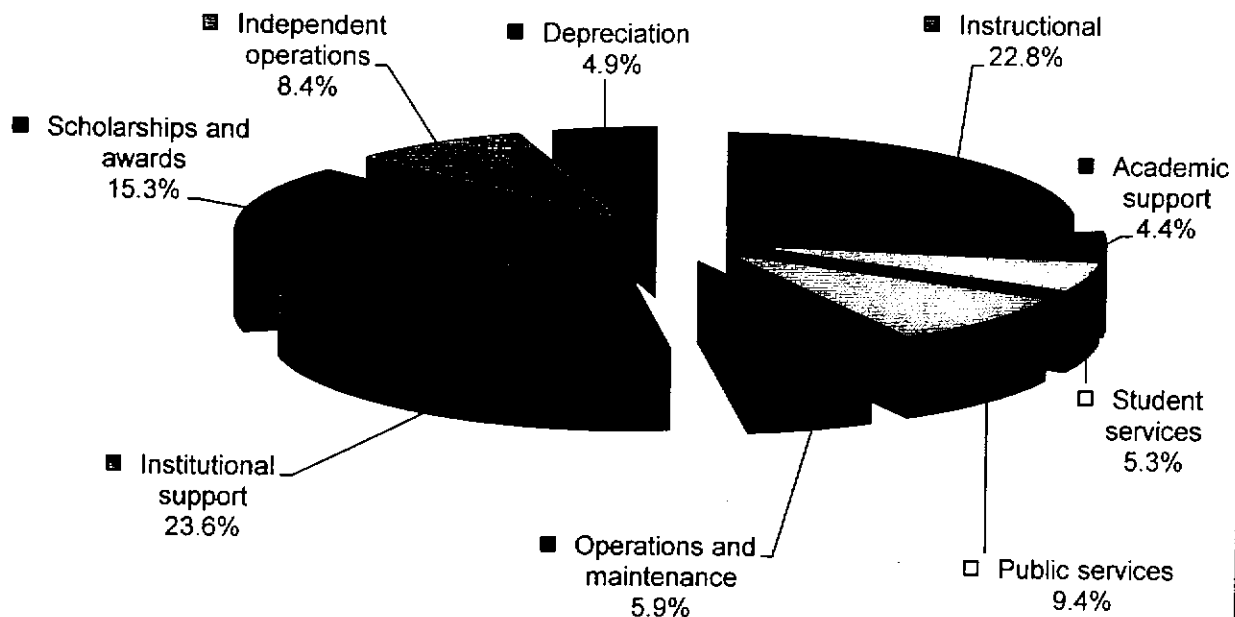 Independent
operations
8.4%
Depreciation
4.9%
Instructional
22.8%
Scholarships and
awards
15.3%
Academic
support
4.4%
Student
services
5.3%
Institutional
support
23.6%
Operations and
maintenance
5.9%
Public services
9.4%